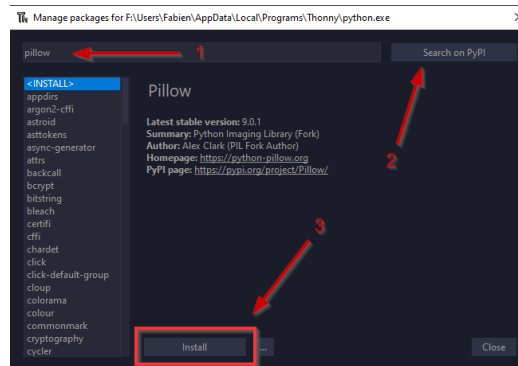 Manage packages for F:\Users\Fabien\AppData\Local\Programs\Thonny\python.exe
pillow
1
Search on PyPI
2
<INSTALL>
appdirs
argon2-cffi
astroid
asttokens
async-generator
attrs
backcall
bcrypt
bitstring
bleach
certifi
cffi
chardet
click
click-default-group
cloup
colorama
colour
commonmark
cryptography
cycler
Pillow
Latest stable version: 9.0.1
Summary: Python Imaging Library (Fork)
Author: Alex Clark (PIL Fork Author)
Homepage: https://python-pillow.org
PyPI page: https://pypi.org/project/Pillow/
3
Install
...
Close